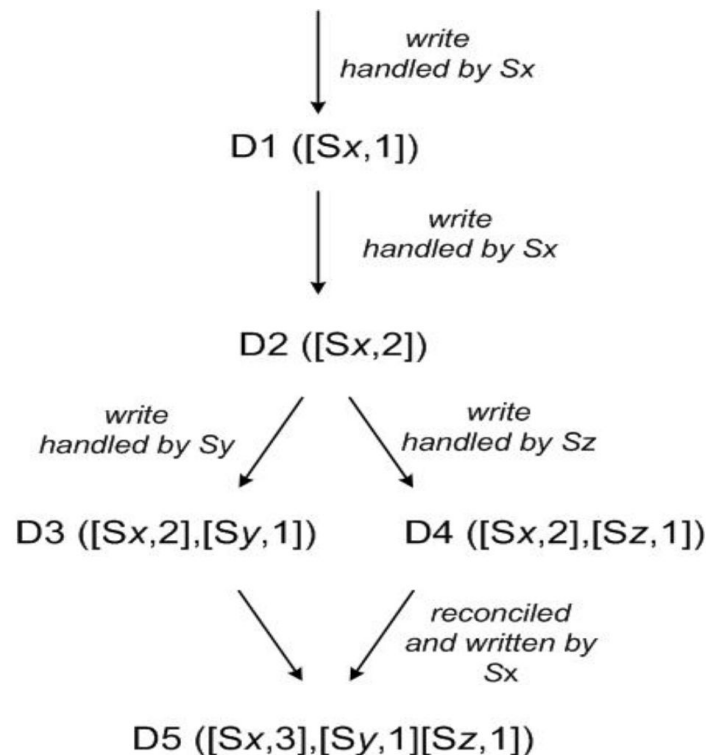 write
handled by Sx
D1 ([Sx,1])
write
handled by Sx
D2 ([Sx,2])
write
handled by Sy
write
handled by Sz
D3 ([Sx,2],[Sy,1])
D4 ([Sx,2],[Sz,1])
reconciled
and written by
Sx
D5 ([Sx,3],[Sy,1][Sz,1])